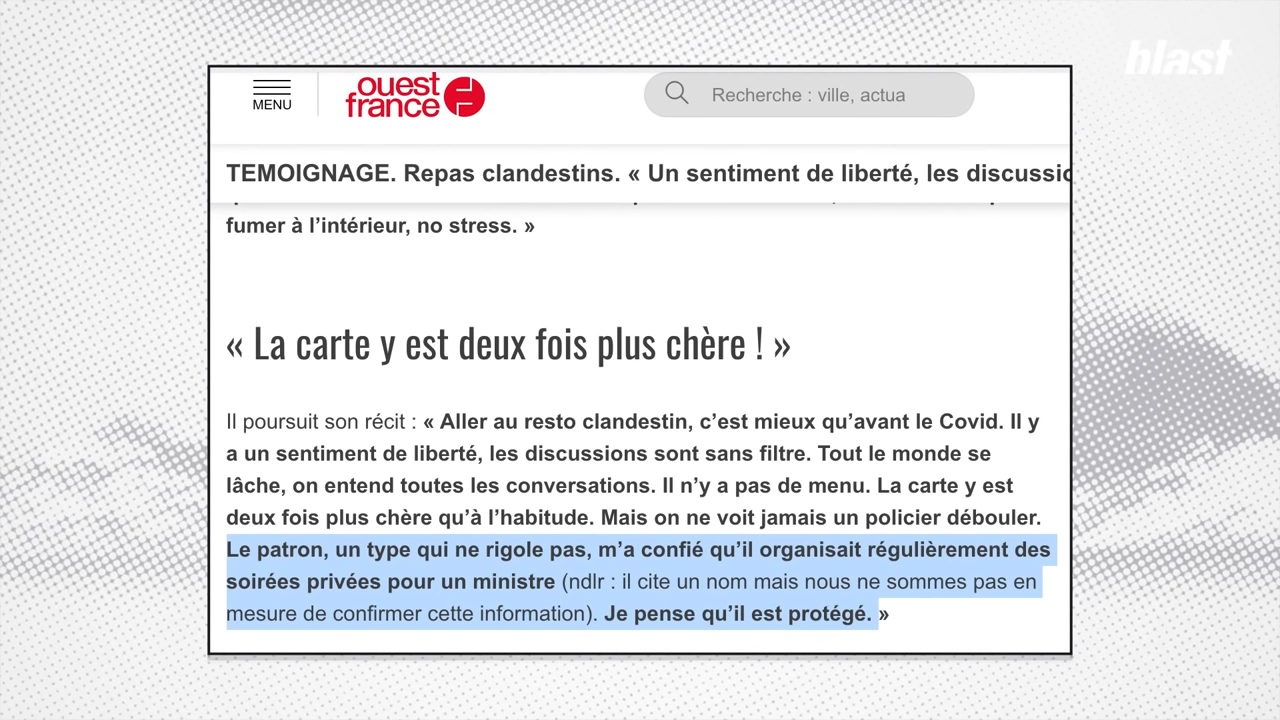 blast
MENU
ouest
france
Recherche : ville, actua
TEMOIGNAGE. Repas clandestins. « Un sentiment de liberté, les discussio
fumer à l’intérieur, no stress. »
« La carte y est deux fois plus chère ! »
Il poursuit son récit : « Aller au resto clandestin, c’est mieux qu’avant le Covid. Il y
a un sentiment de liberté, les discussions sont sans filtre. Tout le monde se
lâche, on entend toutes les conversations. Il n’y a pas de menu. La carte y est
deux fois plus chère qu’à l’habitude. Mais on ne voit jamais un policier débouler.
Le patron, un type qui ne rigole pas, m’a confié qu’il organisait régulièrement des
soirées privées pour un ministre (ndlr : il cite un nom mais nous ne sommes pas en
mesure de confirmer cette information). Je pense qu’il est protégé. »